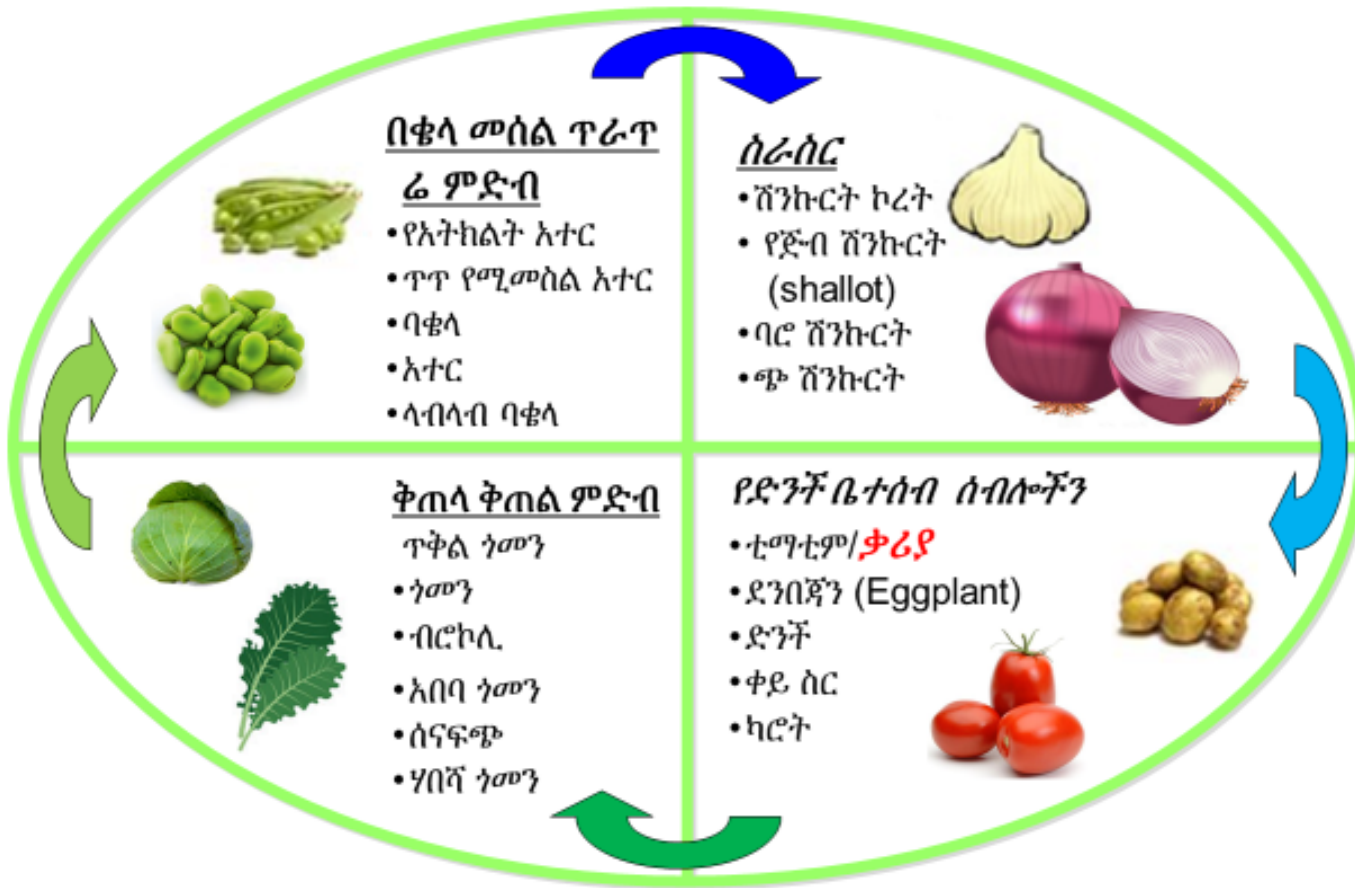 በቄላ መሰል ጥራጥ
ሬ ምድብ
•የአትክልት አተር
•ጥጥ የሚመስል አተር
•ባቄላ
•አተር
•ላብላብ ባቄላ
ስራስር
•ሽንኩርት ኮረት
• የጅብ ሽንኩርት
(shallot)
•ባሮ ሽንኩርት
•ጭ ሽንኩርት
ቅጠላ ቅጠል ምድብ
ጥቅል ጎመን
•ጎመን
•ብሮኮሊ
•አበባ ጎመን
•ሰናፍጭ
•ሃበሻ ጎመን
የድንች ቤተሰብ ሰብሎችን
•ቲማቲም/ቃሪያ
•ደንበጃን (Eggplant)
•ድንች
•ቀይ ስር
•ካሮት